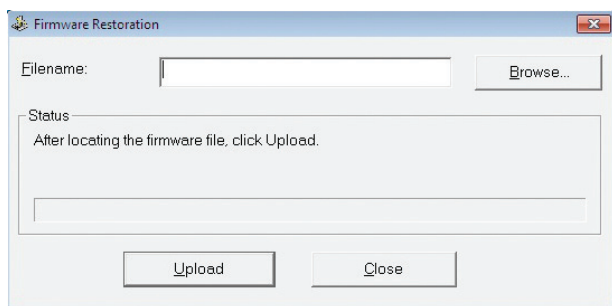 Firmware Restoration
Filename:
Browse...
Status
After locating the firmware file, click Upload.
Upload
Close